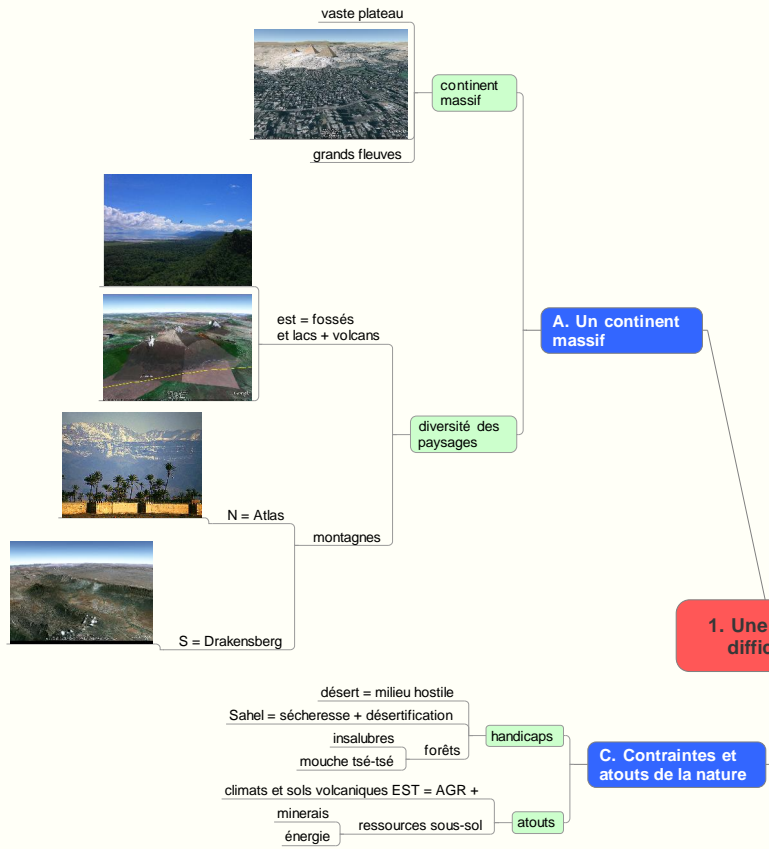 vaste plateau
continent
massif
grands fleuves
A. Un continent
massif
est = fossés
et lacs + volcans
diversité des
paysages
N = Atlas
montagnes
S = Drakensberg
1. Une
diffic
désert = milieu hostile
Sahel = sécheresse + désertification
handicaps
insalubres
forêts
mouche tsé-tsé
C. Contraintes et
atouts de la nature
climats et sols volcaniques EST = AGR +
atouts
minerais
ressources sous-sol
énergie